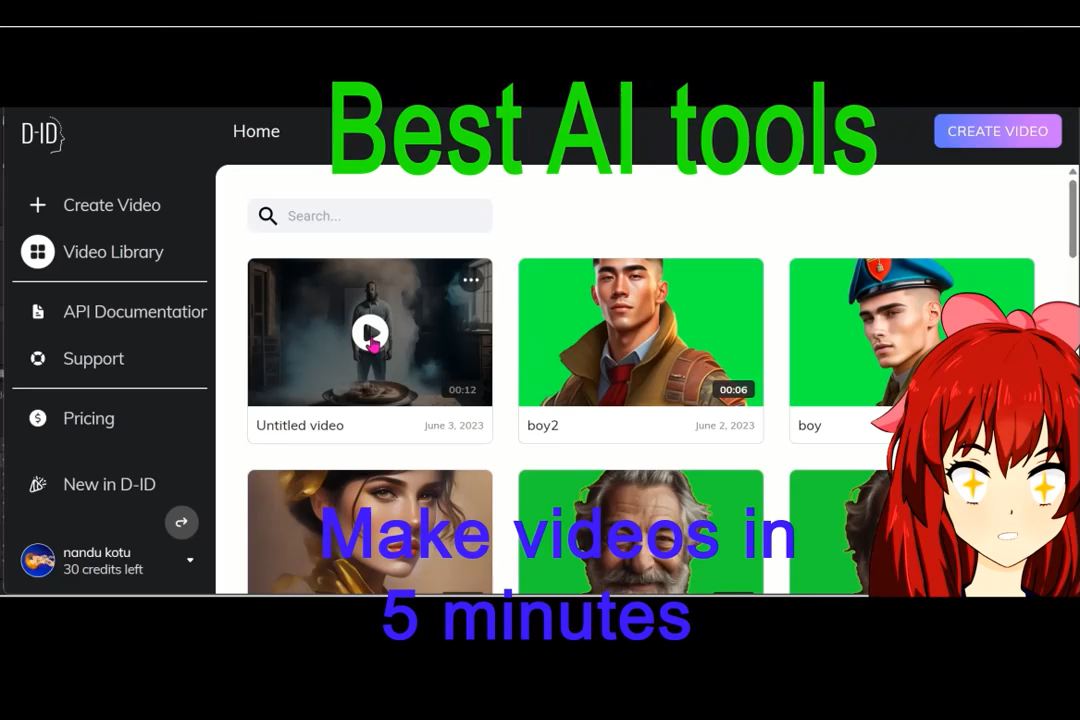 Best AI tools
D-ID
Home
CREATE VIDEO
Create Video
Video Library
API Documentation
Support
Pricing
New in D-ID
nandu kotu
30 credits left
Search...
00:12
Untitled video
June 3, 2023
00:06
boy2
June 2, 2023
boy
Make videos in
5 minutes